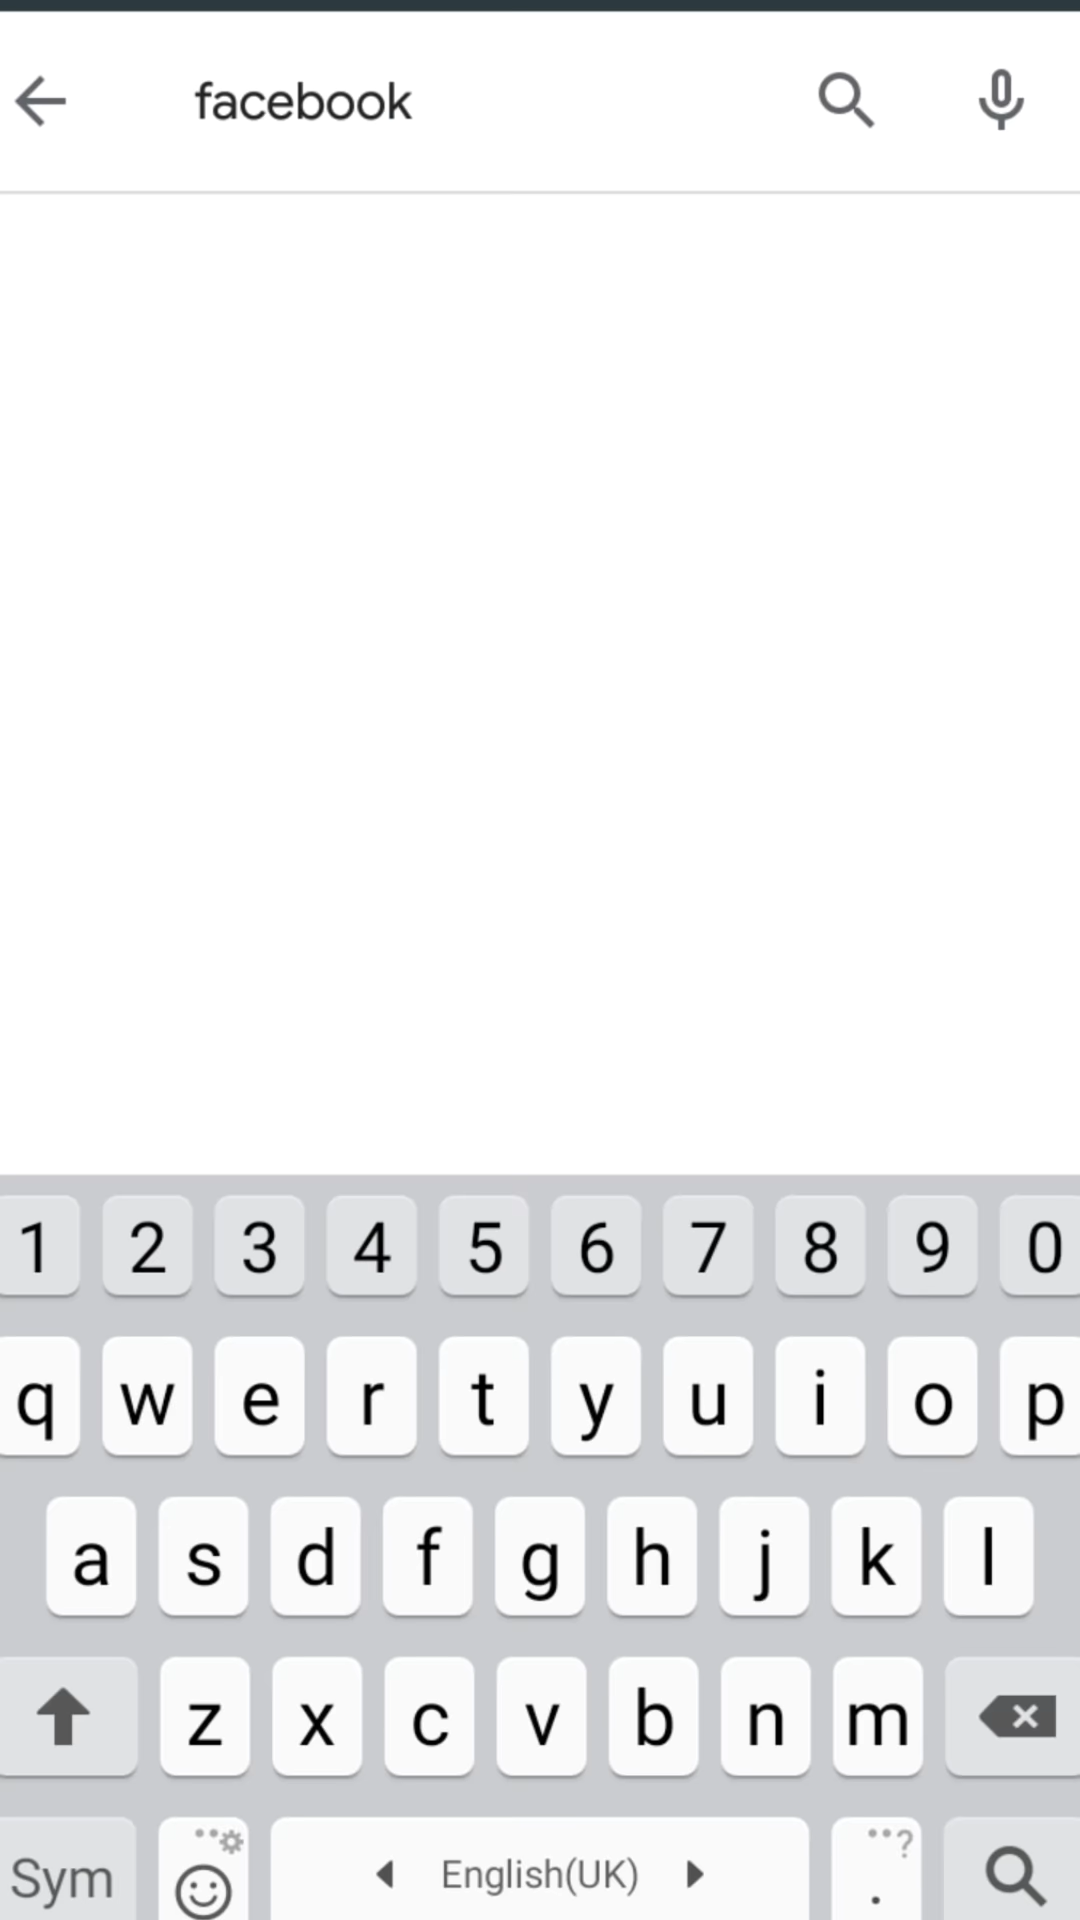 facebook
1 2 3 4 5 6 7 8 9 0
q w e r t y u i o p
a s d f g h j k l
z x c v b n m
Sym English(UK) . ?